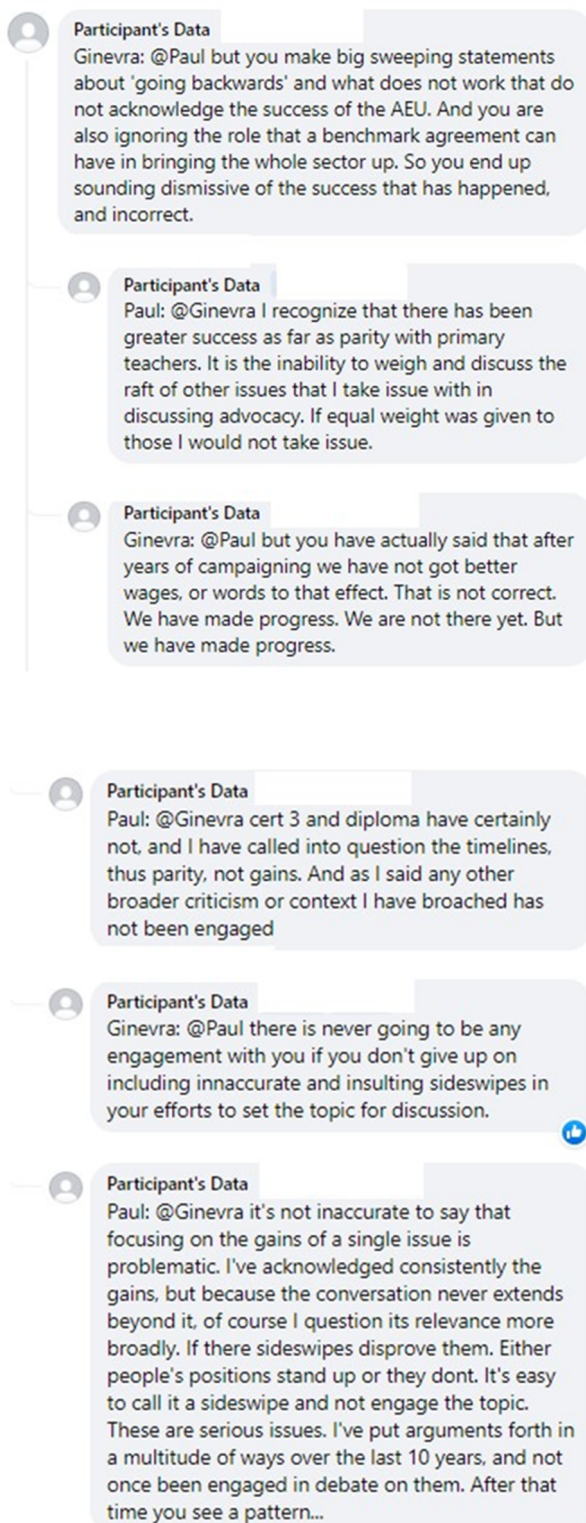 Participant's Data
Ginevra: @Paul but you make big sweeping statements
about 'going backwards' and what does not work that do
not acknowledge the success of the AEU. And you are
also ignoring the role that a benchmark agreement can
have in bringing the whole sector up. So you end up
sounding dismissive of the success that has happened,
and incorrect.
Participant's Data
Paul: @Ginevra I recognize that there has been
greater success as far as parity with primary
teachers. It is the inability to weigh and discuss the
raft of other issues that I take issue with in
discussing advocacy. If equal weight was given to
those I would not take issue.
Participant's Data
Ginevra: @Paul but you have actually said that after
years of campaigning we have not got better
wages, or words to that effect. That is not correct.
We have made progress. We are not there yet. But
we have made progress.
Participant's Data
Paul: @Ginevra cert 3 and diploma have certainly
not, and I have called into question the timelines,
thus parity, not gains. And as I said any other
broader criticism or context I have broached has
not been engaged
Participant's Data
Ginevra: @Paul there is never going to be any
engagement with you if you don't give up on
including innaccurate and insulting sideswipes in
your efforts to set the topic for discussion.
Participant's Data
Paul: @Ginevra it's not inaccurate to say that
focusing on the gains of a single issue is
problematic. I've acknowledged consistently the
gains, but because the conversation never extends
beyond it, of course I question its relevance more
broadly. If there sideswipes disprove them. Either
people's positions stand up or they dont. It's easy
to call it a sideswipe and not engage the topic.
These are serious issues. I've put arguments forth in
a multitude of ways over the last 10 years, and not
once been engaged in debate on them. After that
time you see a pattern...